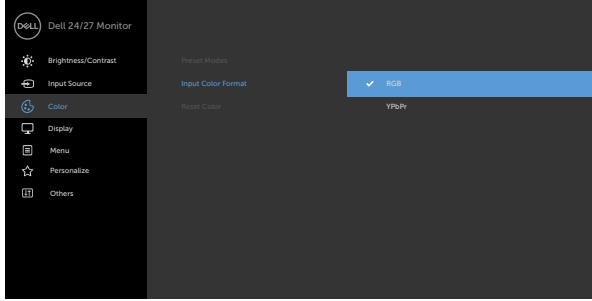 DELL
Dell 24/27 Monitor
Brightness/Contrast
Input Source
Color
Display
Menu
Personalize
Others
Preset Modes
Input Color Format
Reset Color
RGB
YPbPr